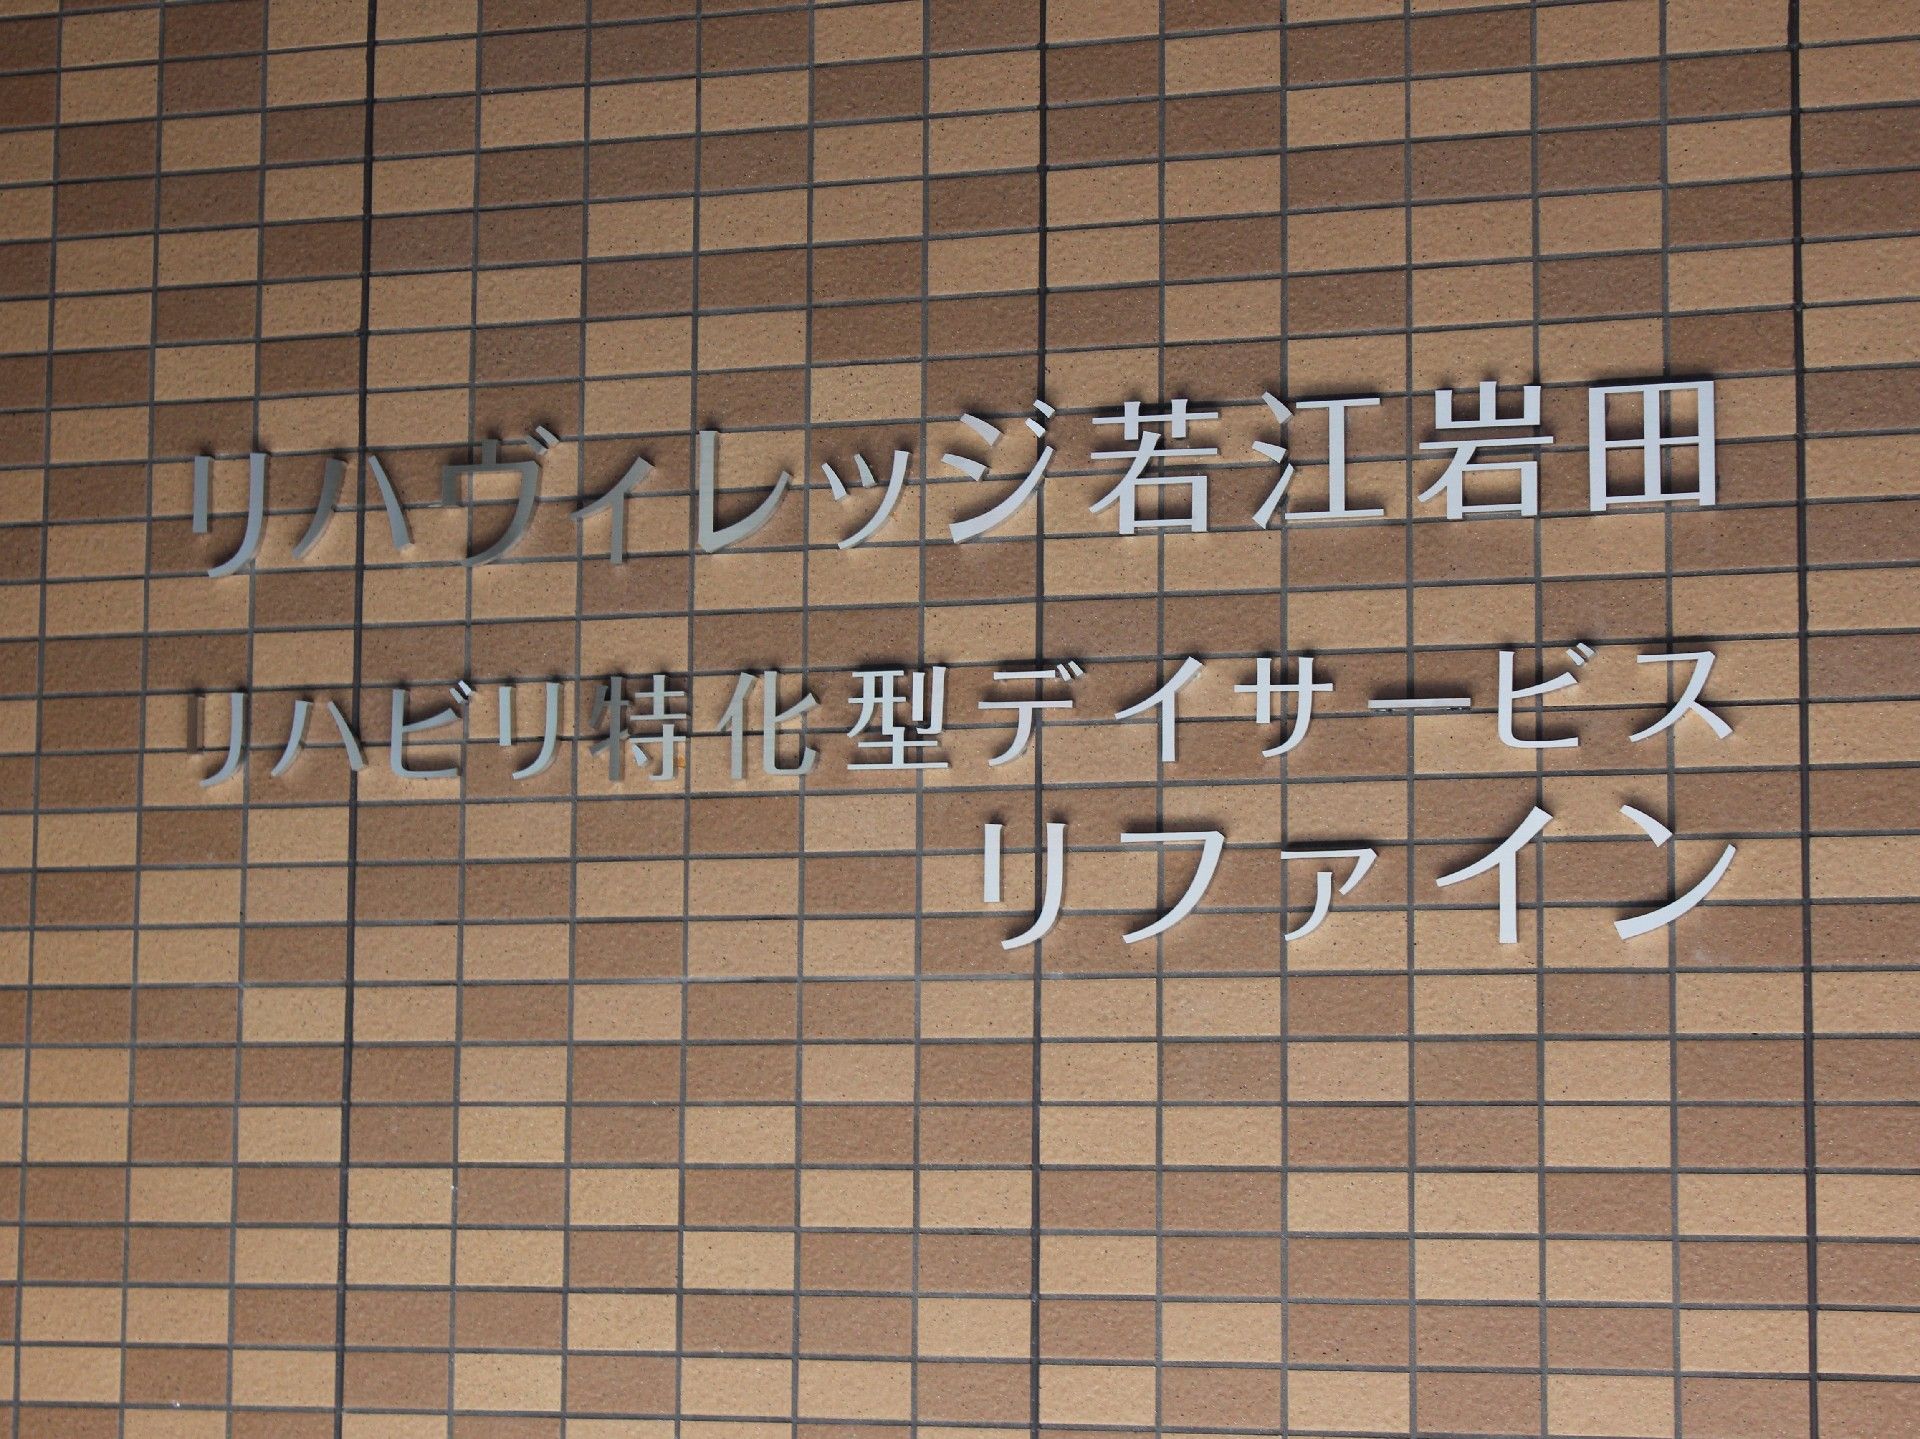 リハヴィレッジ若江岩田
リハビリ特化型デイサービス
リファイン